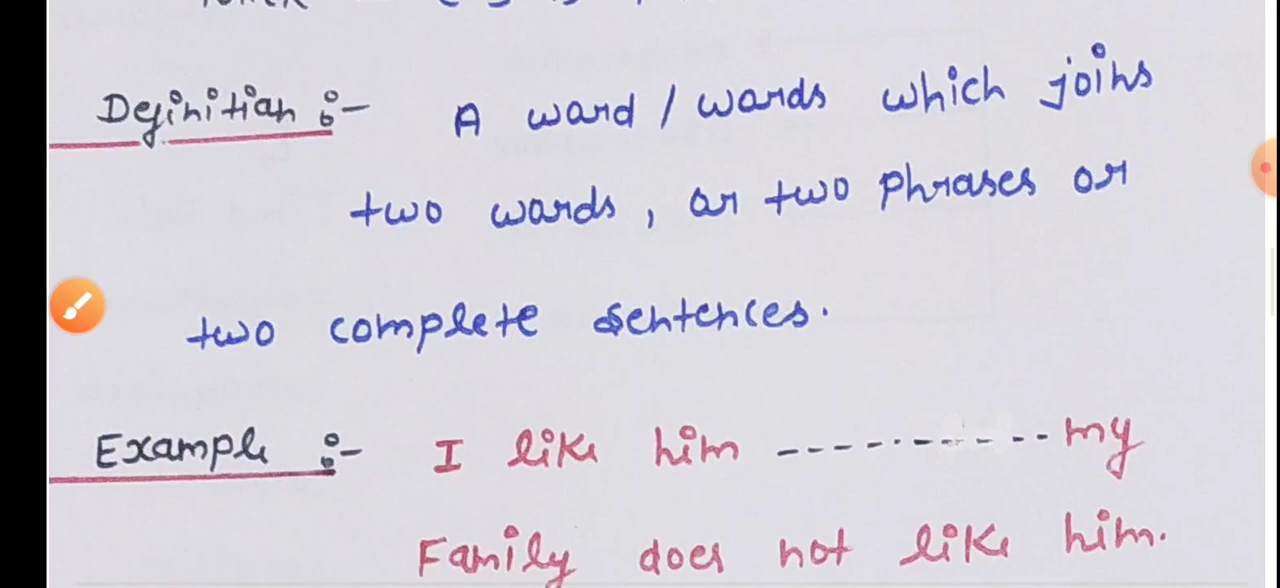 Definition :- A word / words which joins
two words, or two phrases or
two complete sentences.
Example :- I like him ---------- my
Family does not like him.